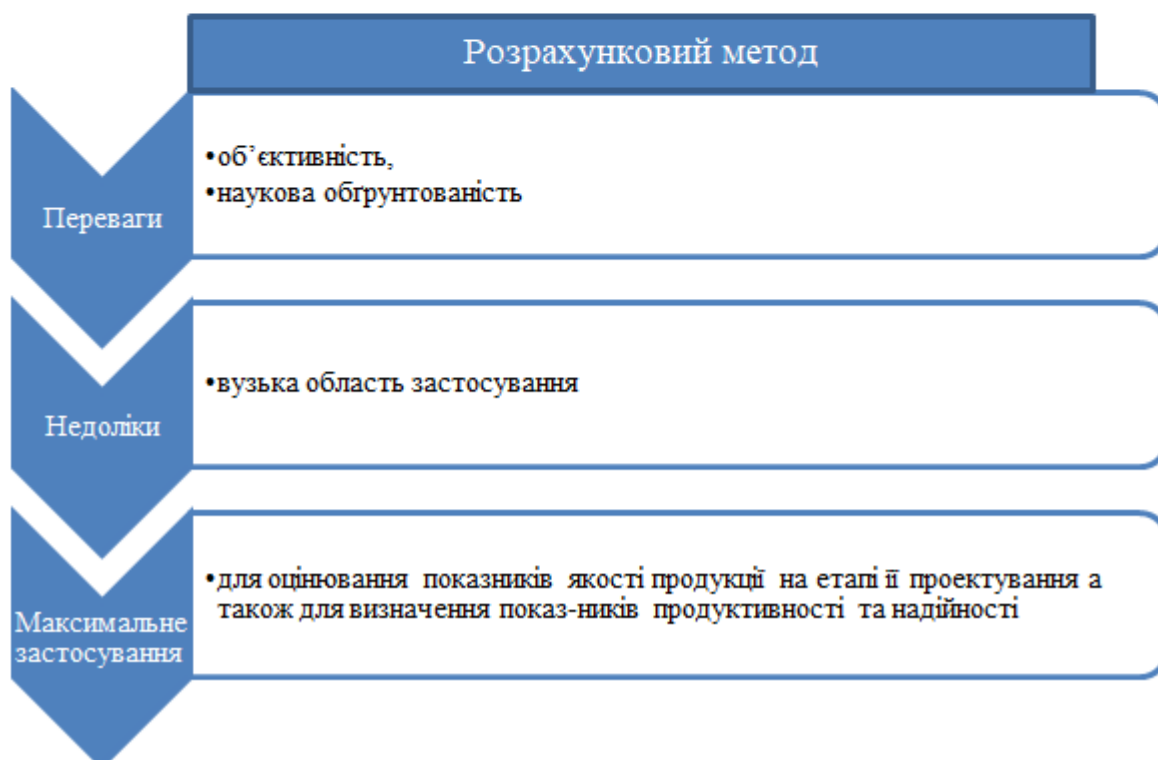 Розрахунковий метод
Переваги
•об’єктивність,
•наукова обґрунтованість
Недоліки
•вузька область застосування
Максимальне
застосування
•для оцінювання показників якості продукції на етапі її проектування а
також для визначення показ-ників продуктивності та надійності